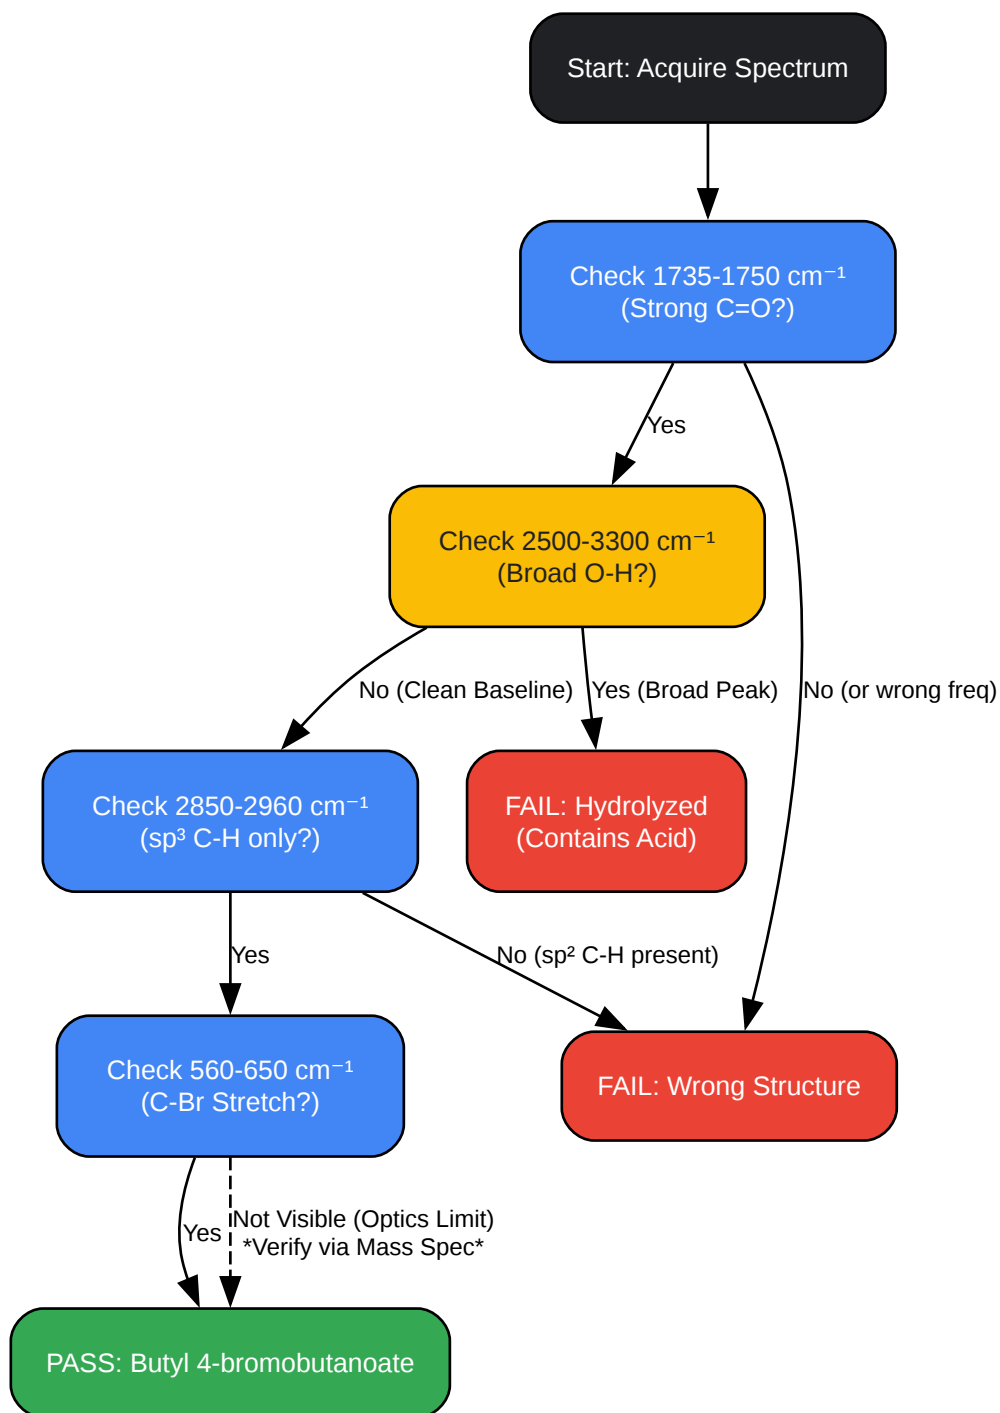 Start: Acquire Spectrum
Check 1735-1750 cm⁻¹
(Strong C=O?)
Yes
Check 2500-3300 cm⁻¹
(Broad O-H?)
No (Clean Baseline)
Yes (Broad Peak)
No (or wrong freq)
Check 2850-2960 cm⁻¹
(sp³ C-H only?)
FAIL: Hydrolyzed
(Contains Acid)
Yes
No (sp² C-H present)
Check 560-650 cm⁻¹
(C-Br Stretch?)
FAIL: Wrong Structure
Yes
Not Visible (Optics Limit)
*Verify via Mass Spec*
PASS: Butyl 4-bromobutanoate